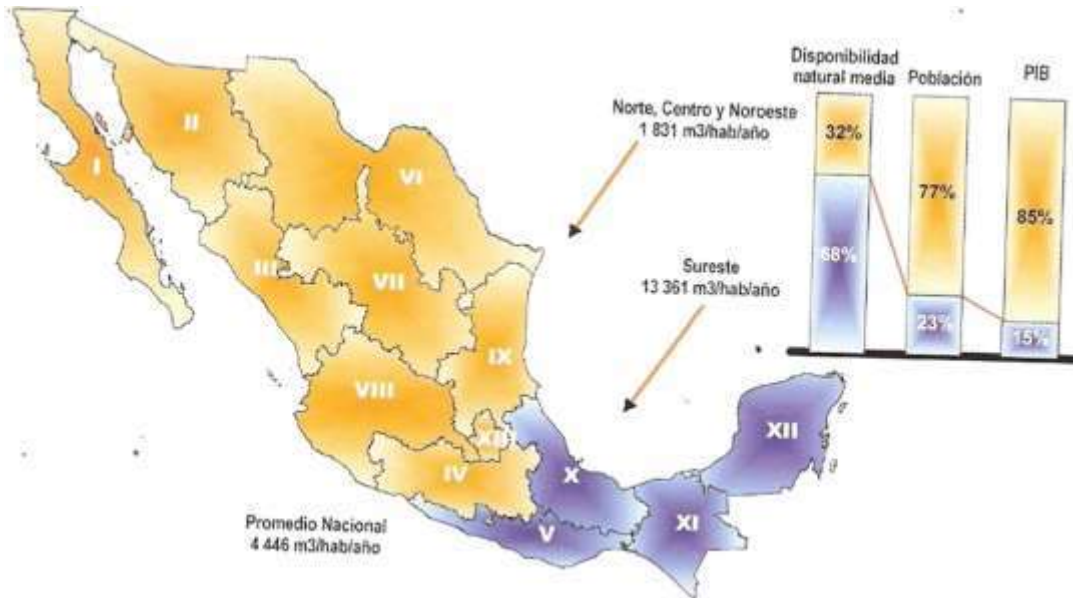 Disponibilidad
natural media
Población
PIB
Norte, Centro y Noroeste
1 831 m3/hab/año
32%
77%
85%
68%
23%
15%
Sureste
13 361 m3/hab/año
I
II
VI
III
VII
IX
VIII
XIII
IV
X
XII
V
XI
Promedio Nacional
4 446 m3/hab/año